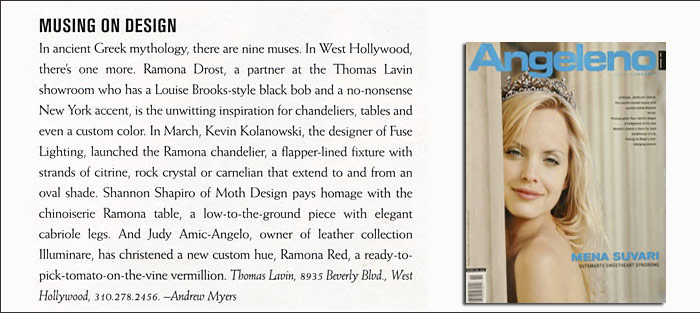 MUSING ON DESIGN
In ancient Greek mythology, there are nine muses. In West Hollywood,
there's one more. Ramona Drost, a partner at the Thomas Lavin
showroom who has a Louise Brooks-style black bob and a no-nonsense
New York accent, is the unwitting inspiration for chandeliers, tables and
even a custom color. In March, Kevin Kolanowski, the designer of Fuse
Lighting, launched the Ramona chandelier, a flapper-lined fixture with
strands of citrine, rock crystal or carnelian that extend to and from an
oval shade. Shannon Shapiro of Moth Design pays homage with the
chinoiserie Ramona table, a low-to-the-ground piece with elegant
cabriole legs. And Judy Amic-Angelo, owner of leather collection
Illuminare, has christened a new custom hue, Ramona Red, a ready-to-
pick-tomato-on-the-vine vermillion. Thomas Lavin, 8935 Beverly Blvd., West
Hollywood, 310.278.2456. —Andrew Myers
Angeleno
MENA SUVARI
OUTSMARTS SWEETHEART SYNDROME